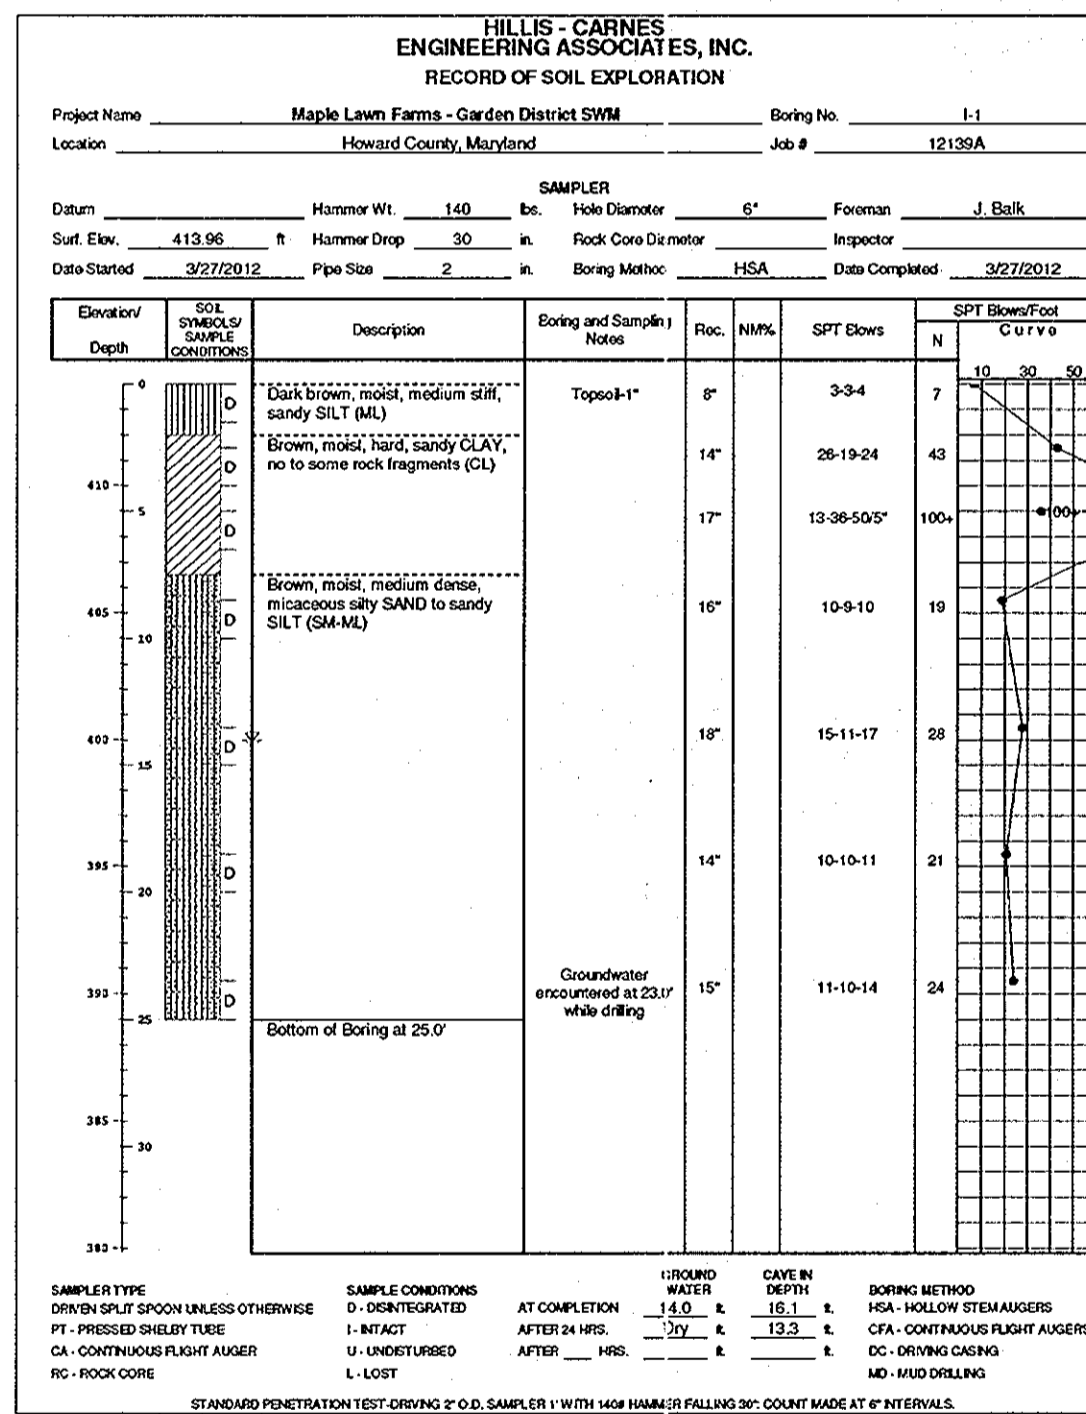 HILLIS - CARNES
ENGINEERING ASSOCIATES, INC.
RECORD OF SOIL EXPLORATION
Project Name Maple Lawn Farms - Garden District SWM Boring No. I-1
Location Howard County, Maryland Job # 12139A
SAMPLER
Datum Hammer Wt. 140 lbs. Hole Diameter 6" Foreman J. Balk
Surf. Elev. 413.96 ft Hammer Drop 30 in. Rock Core Diameter Inspector
Date Started 3/27/2012 Pipe Size 2 in. Boring Method HSA Date Completed 3/27/2012
Elevation/ Depth
SOIL SYMBOLS/ SAMPLE CONDITIONS
Description
Boring and Sampling Notes
Rec.
NM%
SPT Blows
SPT Blows/Foot
N
Curve
10 30 50
0 D Dark brown, moist, medium stiff, Topsoil-1" 8" 3-3-4 7
sandy SILT (ML)
Brown, moist, hard, sandy CLAY,
D no to some rock fragments (CL) 14" 26-19-24 43
410
5 D 17" 13-36-50/5" 100+ 100+
Brown, moist, medium dense,
405 D micaceous silty SAND to sandy 16" 10-9-10 19
SILT (SM-ML)
10
400 D 18" 15-11-17 28
15
395 D 14" 10-10-11 21
20
Groundwater
390 D encountered at 23.0' 15" 11-10-14 24
while drilling
25
Bottom of Boring at 25.0'
385
30
380
SAMPLER TYPE
DRIVEN SPLIT SPOON UNLESS OTHERWISE
PT - PRESSED SHELBY TUBE
CA - CONTINUOUS FLIGHT AUGER
RC - ROCK CORE
SAMPLE CONDITIONS
D - DISINTEGRATED
I - INTACT
U - UNDISTURBED
L - LOST
GROUND WATER CAVE IN DEPTH
AT COMPLETION 14.0 ft. 16.1 ft.
AFTER 24 HRS. Dry ft. 13.3 ft.
AFTER HRS. ft. ft.
BORING METHOD
HSA - HOLLOW STEM AUGERS
CFA - CONTINUOUS FLIGHT AUGERS
DC - DRIVING CASING
MD - MUD DRILLING
STANDARD PENETRATION TEST-DRIVING 2" O.D. SAMPLER 1' WITH 140# HAMMER FALLING 30": COUNT MADE AT 6" INTERVALS.